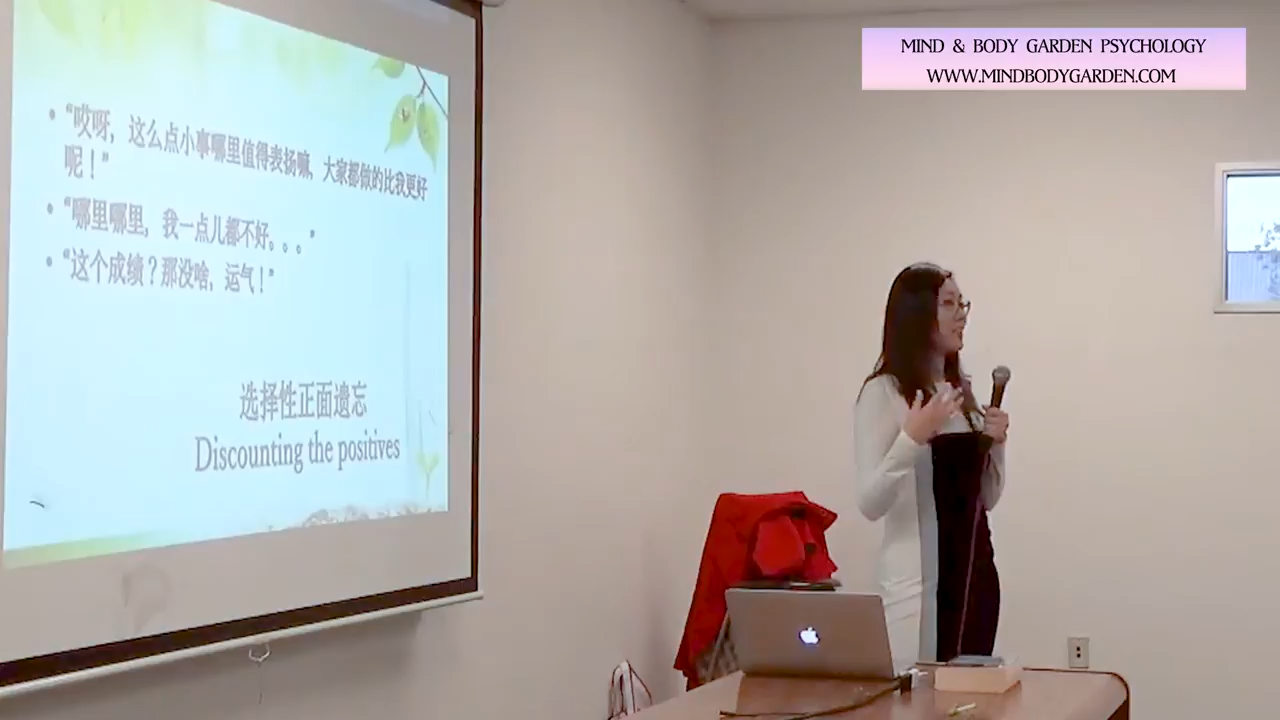 MIND & BODY GARDEN PSYCHOLOGY
WWW.MINDBODYGARDEN.COM
• “哎呀，这么点小事哪里值得表扬嘛，大家都做的比我更好
呢！”
• “哪里哪里，我一点儿都不好。。。”
• “这个成绩？那没啥，运气！”
选择性正面遗忘
Discounting the positives